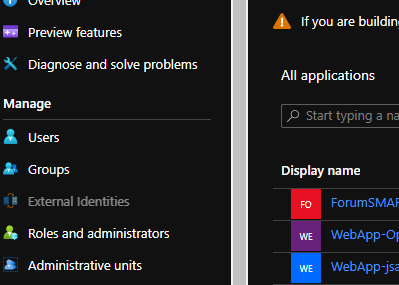 Overview
Preview features
Diagnose and solve problems
Manage
Users
Groups
External Identities
Roles and administrators
Administrative units
If you are building
All applications
Start typing a na
Display name
FO ForumSMAR
WE WebApp-Op
WE WebApp-jsa